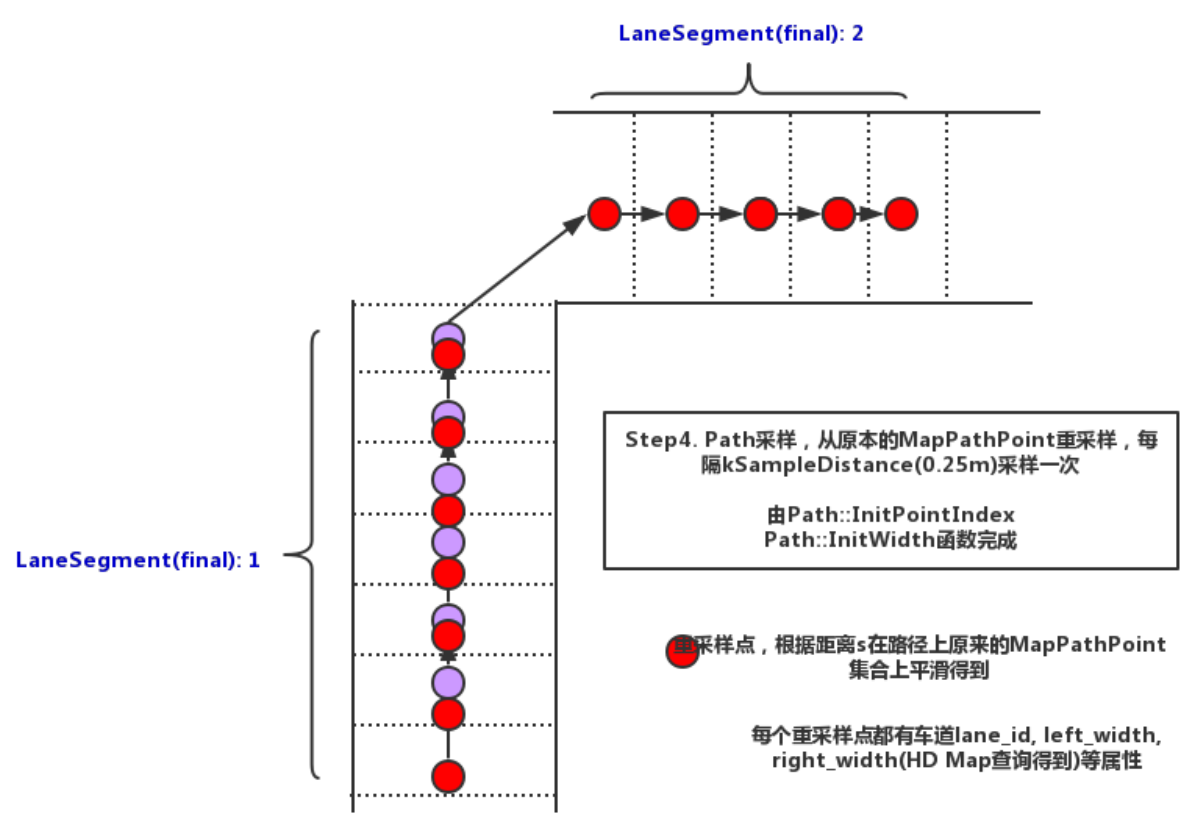 LaneSegment(final): 2
Step4. Path采样，从原本的MapPathPoint重采样，每
隔kSampleDistance(0.25m)采样一次
由Path::InitPointIndex
Path::InitWidth函数完成
LaneSegment(final): 1
重采样点，根据距离s在路径上原来的MapPathPoint
集合上平滑得到
每个重采样点都有车道lane_id, left_width,
right_width(HD Map查询得到)等属性